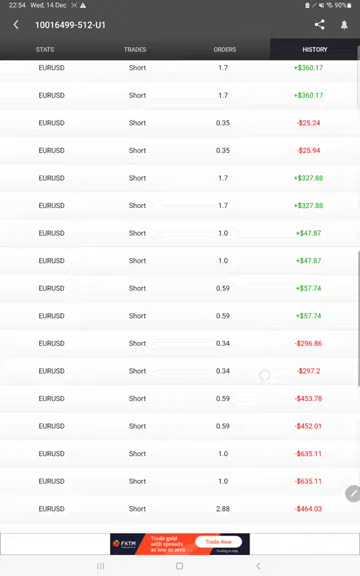 22:54 Wed, 14 Dec 90%
10016499-512-U1
STATS TRADES ORDERS HISTORY
EURUSD Short 1.7 +$360.17
EURUSD Short 1.7 +$360.17
EURUSD Short 0.35 -$25.24
EURUSD Short 0.35 -$25.94
EURUSD Short 1.7 +$327.88
EURUSD Short 1.7 +$327.88
EURUSD Short 1.0 +$47.87
EURUSD Short 1.0 +$47.87
EURUSD Short 0.59 +$57.74
EURUSD Short 0.59 +$57.74
EURUSD Short 0.34 -$296.86
EURUSD Short 0.34 -$297.2
EURUSD Short 0.59 -$453.78
EURUSD Short 0.59 -$452.01
EURUSD Short 1.0 -$635.11
EURUSD Short 1.0 -$635.11
EURUSD Short 2.88 -$464.03
FXTM Trade gold with spreads as low as zero Trade Now
Trading is risky